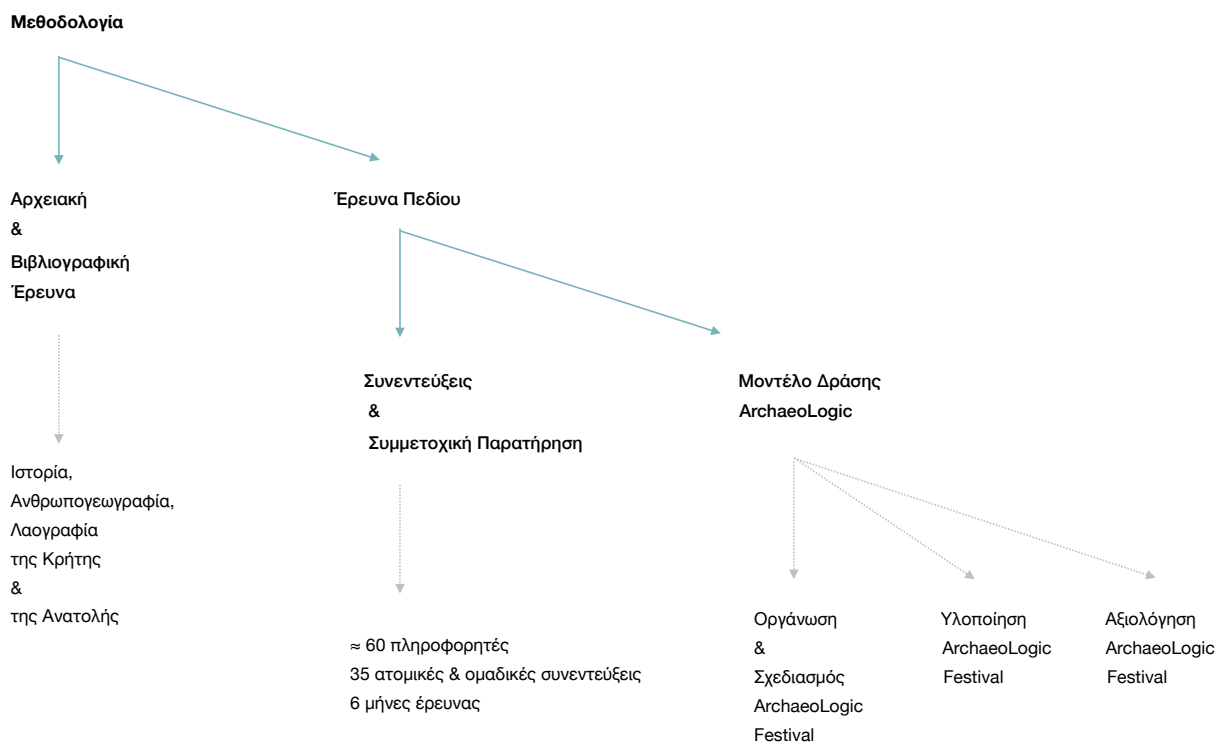 Μεθοδολογία
Αρχειακή
&
Βιβλιογραφική
Έρευνα
Έρευνα Πεδίου
Συνεντεύξεις
&
Συμμετοχική Παρατήρηση
Μοντέλο Δράσης
ArchaeoLogic
Ιστορία,
Ανθρωπογεωγραφία,
Λαογραφία
της Κρήτης
&
της Ανατολής
≈ 60 πληροφορητές
35 ατομικές & ομαδικές συνεντεύξεις
6 μήνες έρευνας
Οργάνωση
&
Σχεδιασμός
ArchaeoLogic
Festival
Υλοποίηση
ArchaeoLogic
Festival
Αξιολόγηση
ArchaeoLogic
Festival